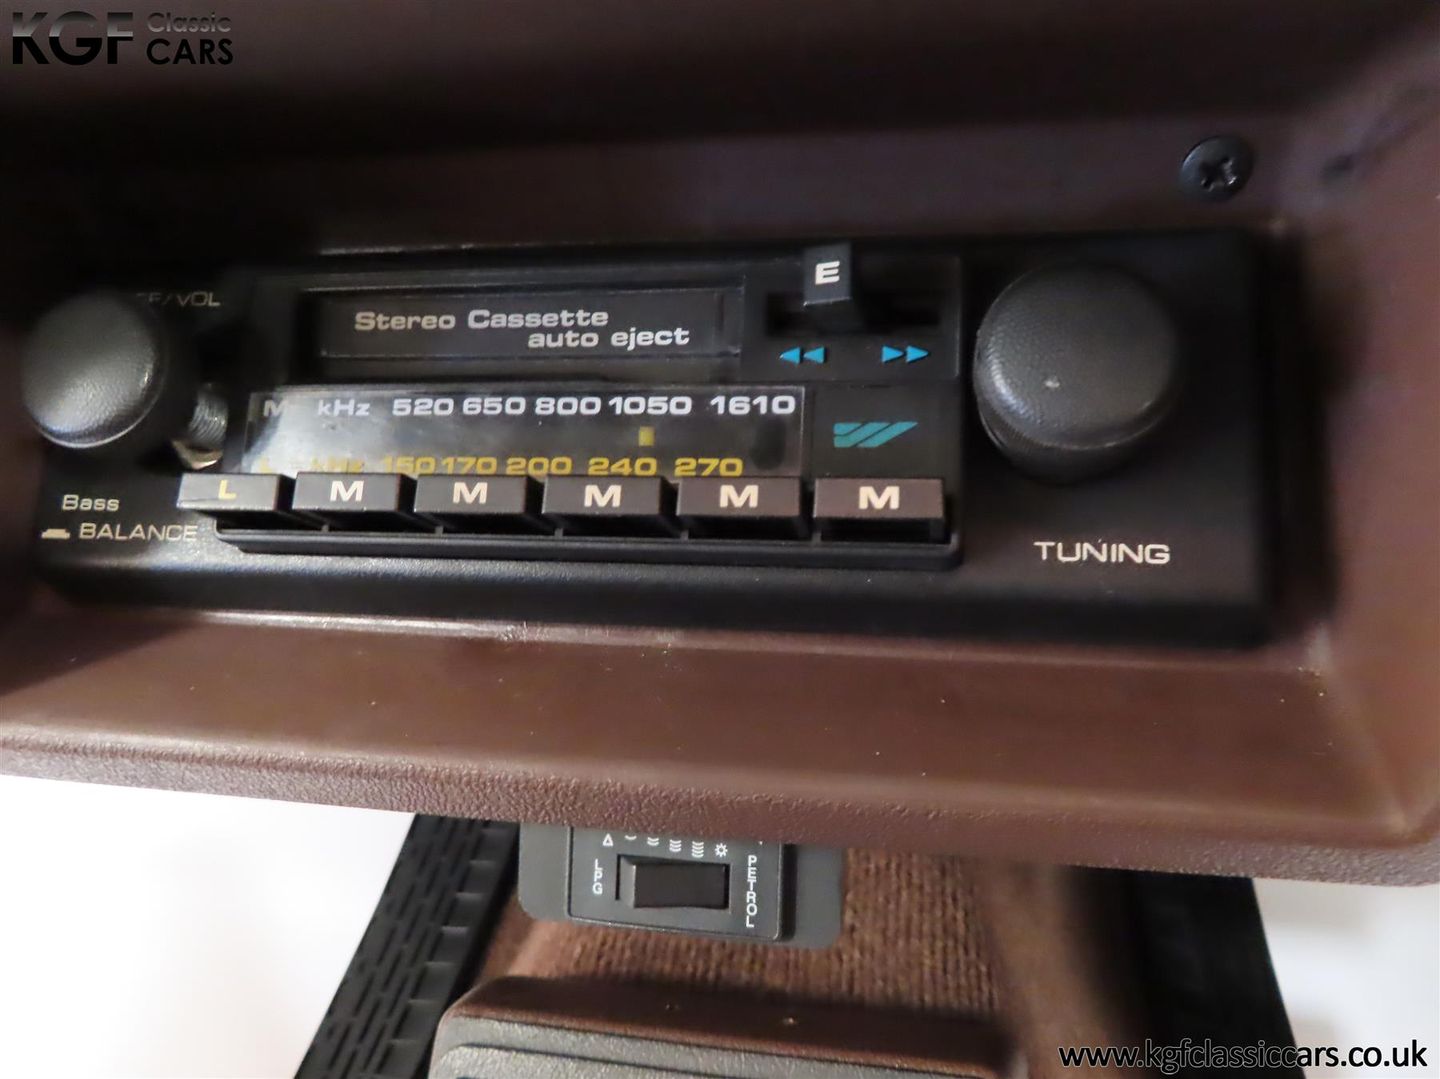 KGF Classic CARS
E
Stereo Cassette
auto eject
M kHz 520 650 800 1050 1610
150 170 200 240 270
L M M M M M
Bass
BALANCE
TUNING
LPG
PETROL
www.kgfclassiccars.co.uk